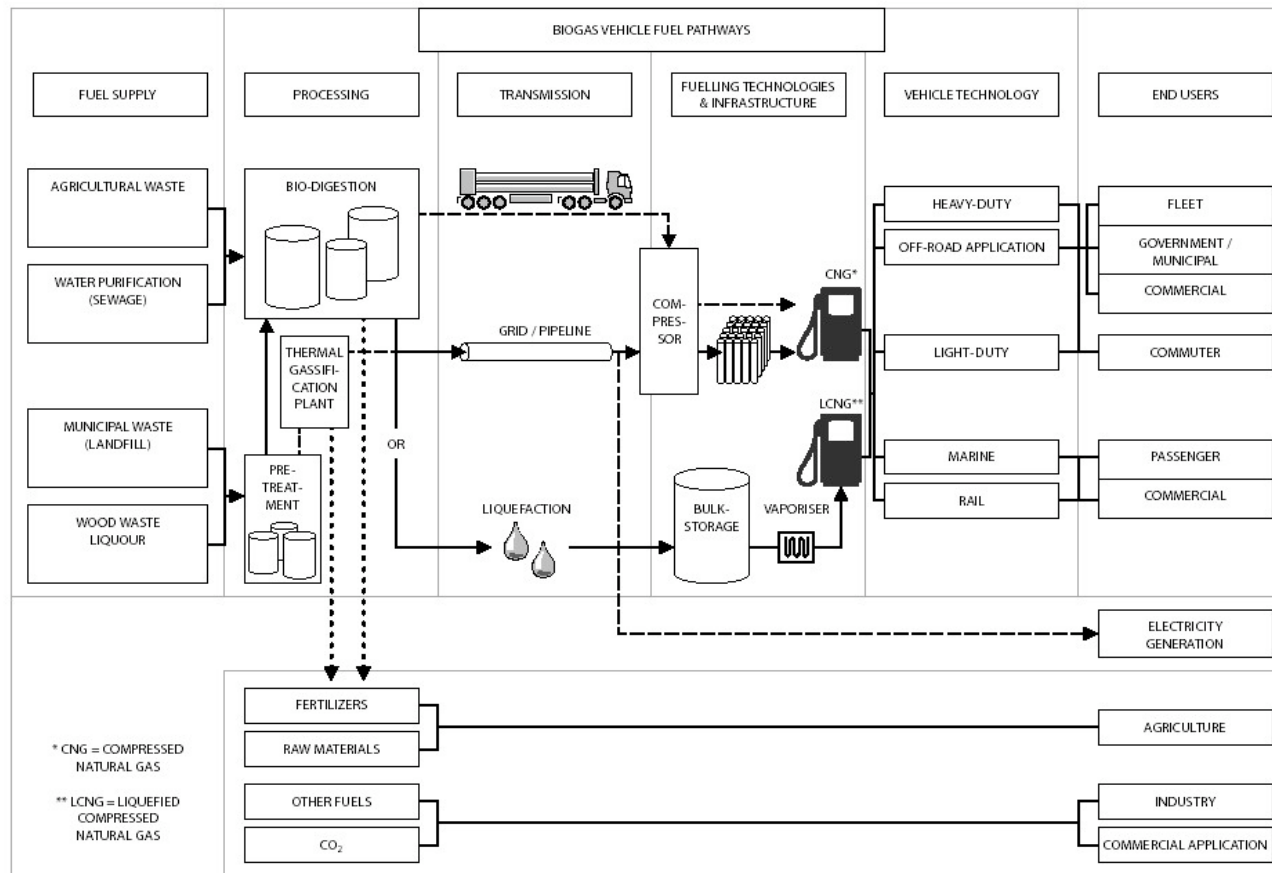 BIOGAS VEHICLE FUEL PATHWAYS
FUEL SUPPLY
PROCESSING
TRANSMISSION
FUELLING TECHNOLOGIES
& INFRASTRUCTURE
VEHICLE TECHNOLOGY
END USERS
AGRICULTURAL WASTE
WATER PURIFICATION
(SEWAGE)
MUNICIPAL WASTE
(LANDFILL)
WOOD WASTE
LIQUOUR
BIO-DIGESTION
THERMAL
GASSIFI-
CATION
PLANT
PRE-
TREAT-
MENT
OR
GRID / PIPELINE
LIQUEFACTION
COM-
PRES-
SOR
CNG*
LCNG**
BULK-
STORAGE
VAPORISER
HEAVY-DUTY
OFF-ROAD APPLICATION
LIGHT-DUTY
MARINE
RAIL
FLEET
GOVERNMENT /
MUNICIPAL
COMMERCIAL
COMMUTER
PASSENGER
COMMERCIAL
ELECTRICITY
GENERATION
FERTILIZERS
RAW MATERIALS
AGRICULTURE
OTHER FUELS
CO₂
INDUSTRY
COMMERCIAL APPLICATION
* CNG = COMPRESSED
NATURAL GAS
** LCNG = LIQUEFIED
COMPRESSED
NATURAL GAS